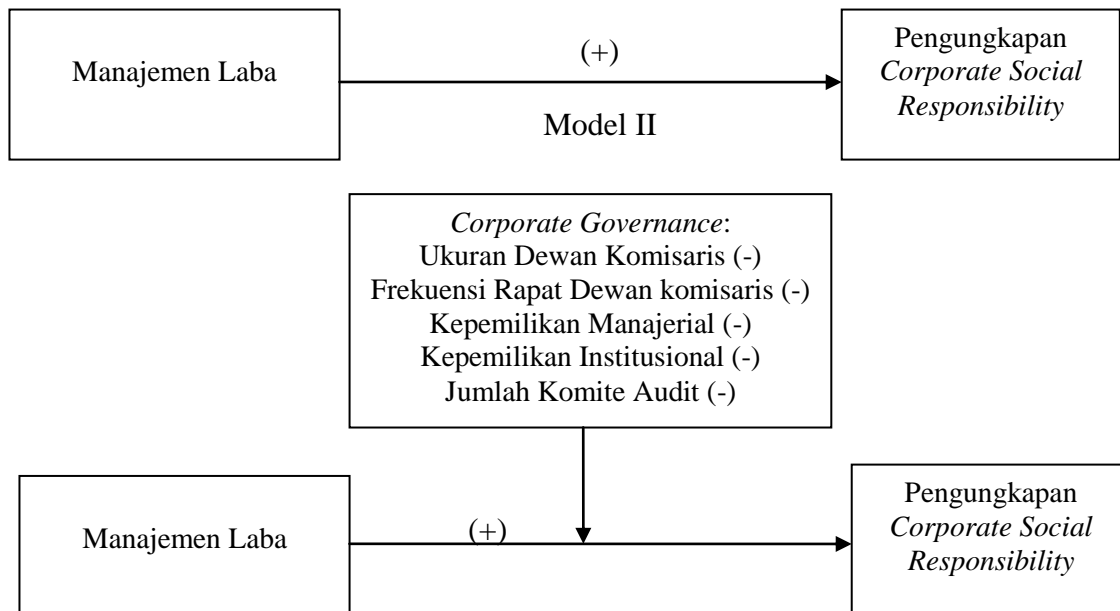 Manajemen Laba
(+)
Pengungkapan
Corporate Social
Responsibility
Model II
Corporate Governance:
Ukuran Dewan Komisaris (-)
Frekuensi Rapat Dewan komisaris (-)
Kepemilikan Manajerial (-)
Kepemilikan Institusional (-)
Jumlah Komite Audit (-)
Manajemen Laba
(+)
Pengungkapan
Corporate Social
Responsibility